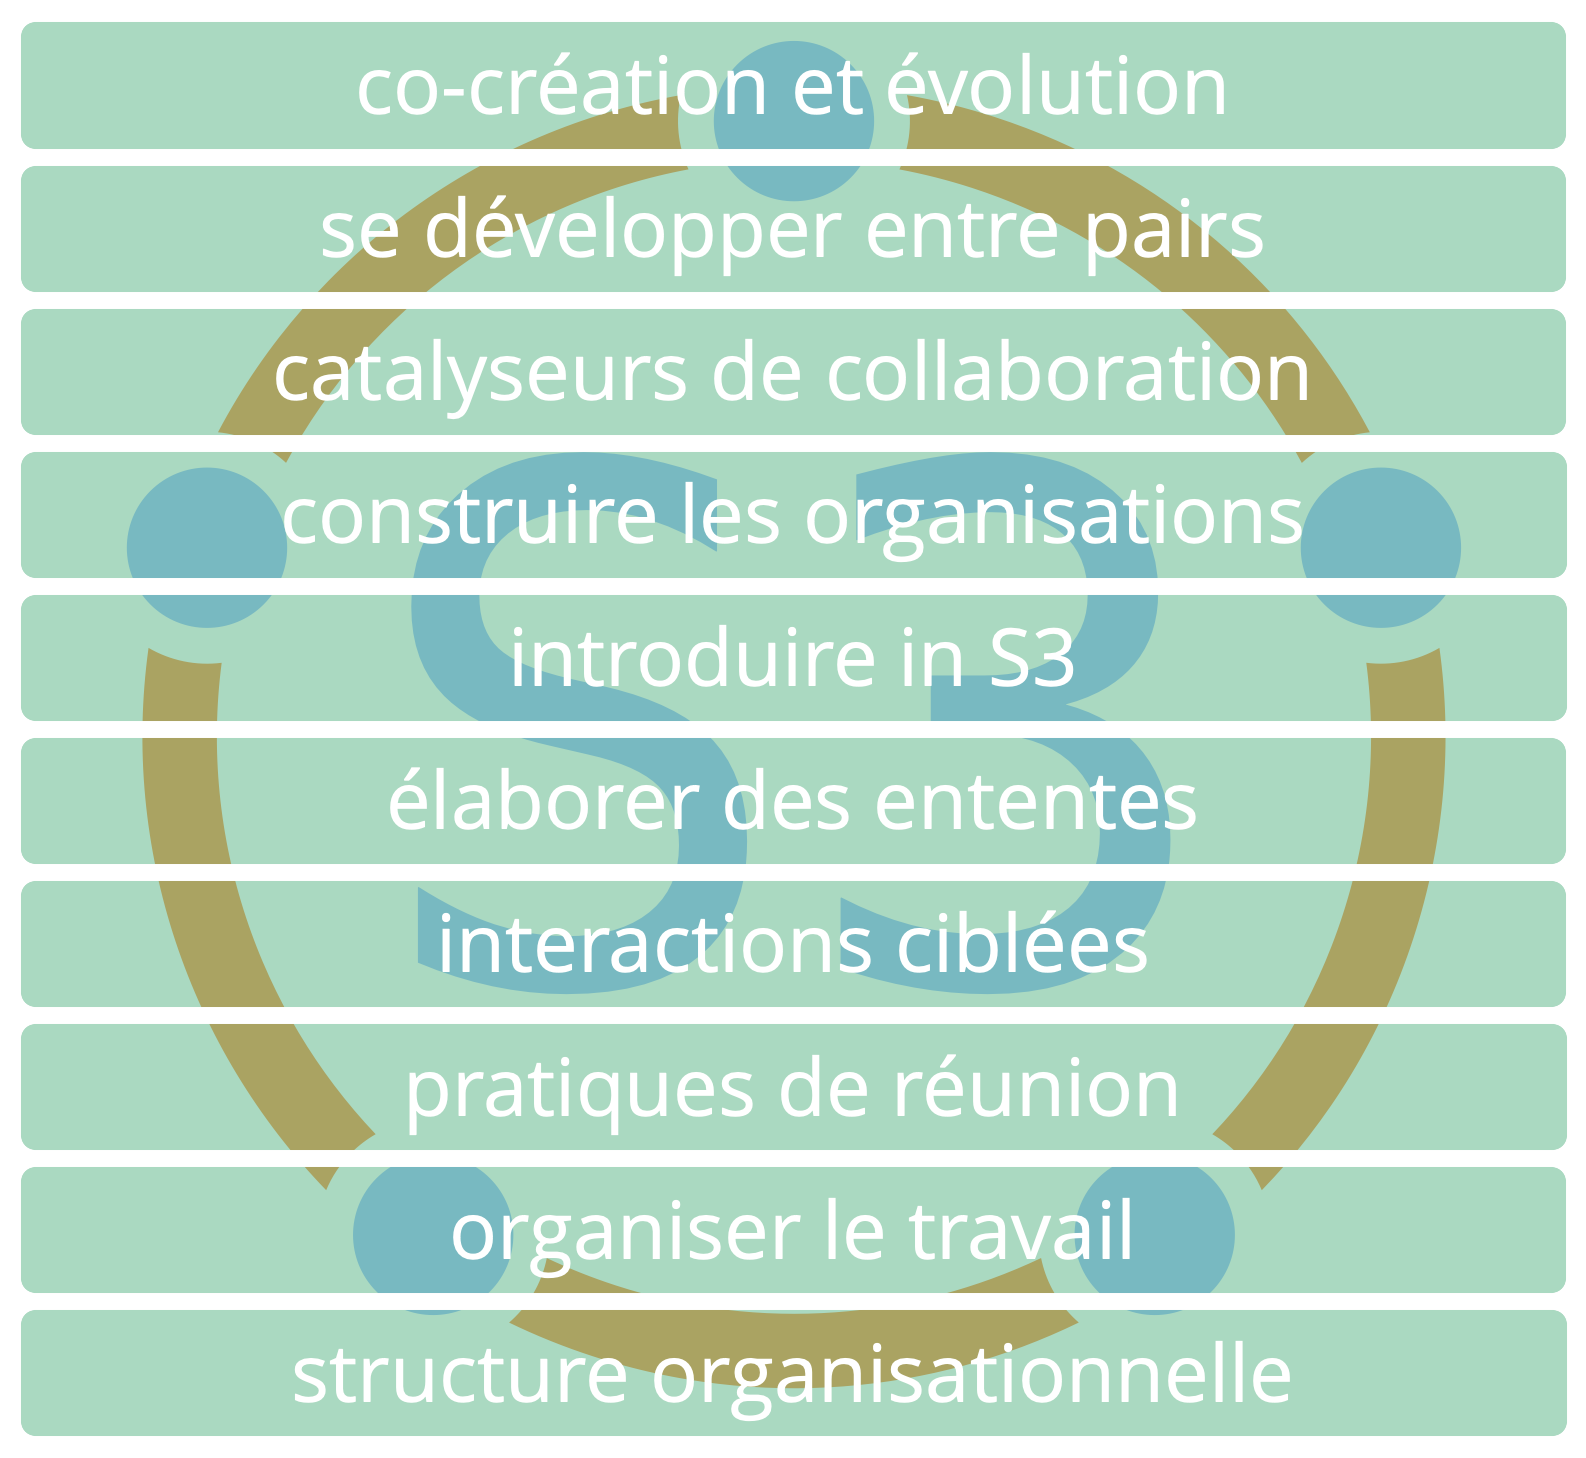 co-création et évolution
se développer entre pairs
catalyseurs de collaboration
construire les organisations
introduire in S3
élaborer des ententes
interactions ciblées
pratiques de réunion
organiser le travail
structure organisationnelle
S3